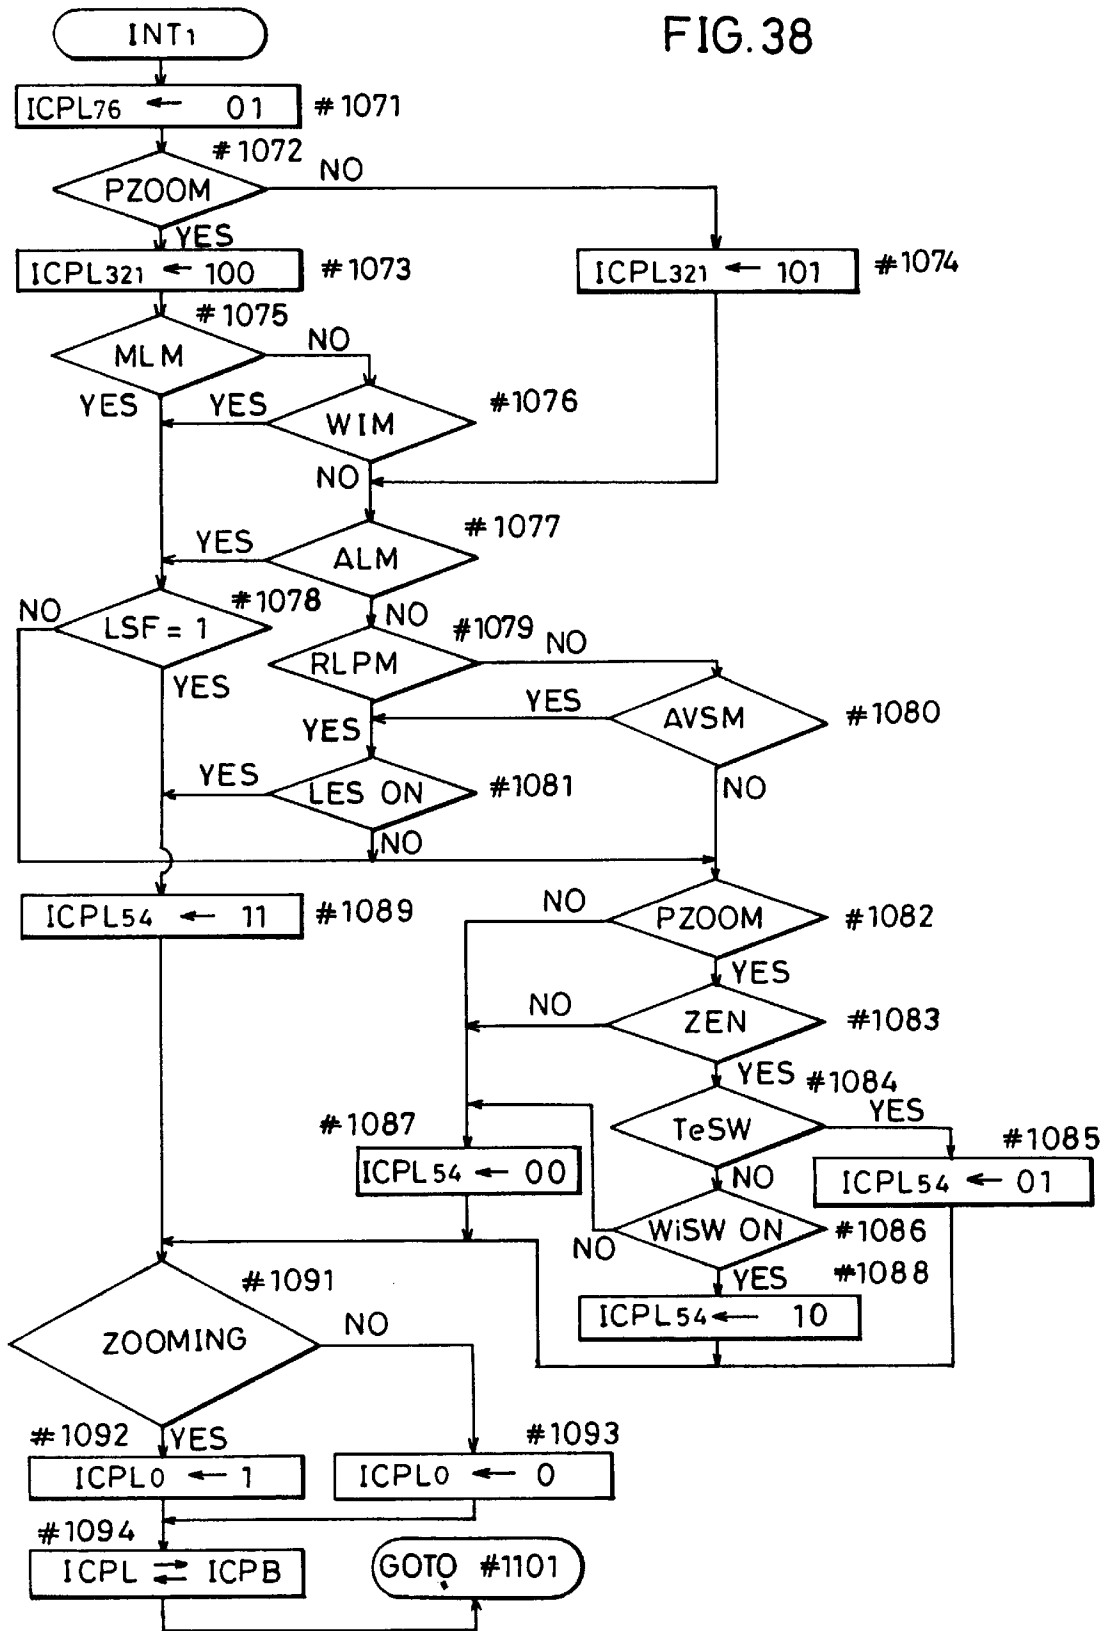 FIG. 38
INT1
ICPL76 ← 01 #1071
#1072
PZOOM NO
YES
ICPL321 ← 100 #1073
ICPL321 ← 101 #1074
#1075
MLM NO
YES
YES WIM #1076
NO
#1077
YES ALM
NO
NO LSF = 1 #1078
YES
RLPM #1079 NO
YES
YES AVSM #1080
NO
YES LES ON #1081
NO
ICPL54 ← 11 #1089
NO PZOOM #1082
YES
NO ZEN #1083
YES
#1084
TeSW YES
NO
#1085
ICPL54 ← 01
#1087
ICPL54 ← 00
WiSW ON #1086
NO
YES #1088
ICPL54 ← 10
#1091
ZOOMING NO
YES
#1092
ICPL0 ← 1
#1093
ICPL0 ← 0
#1094
ICPL ⇄ ICPB
GOTO #1101